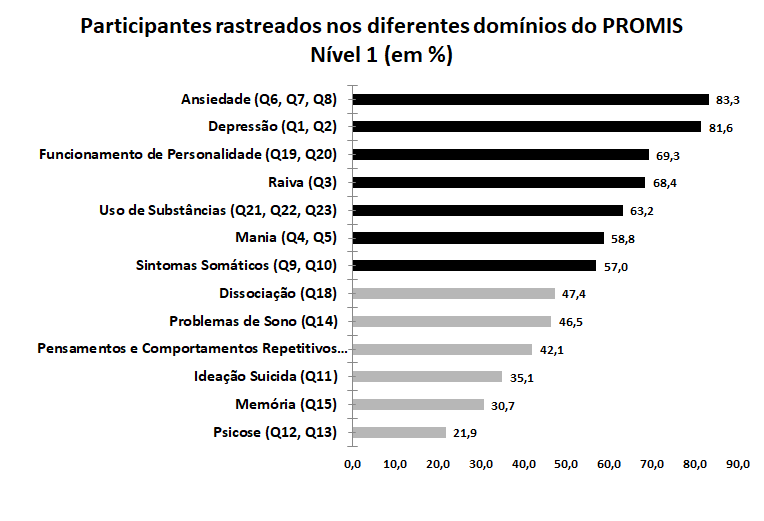 Participantes rastreados nos diferentes domínios do PROMIS
Nível 1 (em %)
Ansiedade (Q6, Q7, Q8) 83,3
Depressão (Q1, Q2) 81,6
Funcionamento de Personalidade (Q19, Q20) 69,3
Raiva (Q3) 68,4
Uso de Substâncias (Q21, Q22, Q23) 63,2
Mania (Q4, Q5) 58,8
Sintomas Somáticos (Q9, Q10) 57,0
Dissociação (Q18) 47,4
Problemas de Sono (Q14) 46,5
Pensamentos e Comportamentos Repetitivos... 42,1
Ideação Suicida (Q11) 35,1
Memória (Q15) 30,7
Psicose (Q12, Q13) 21,9
0,0 10,0 20,0 30,0 40,0 50,0 60,0 70,0 80,0 90,0